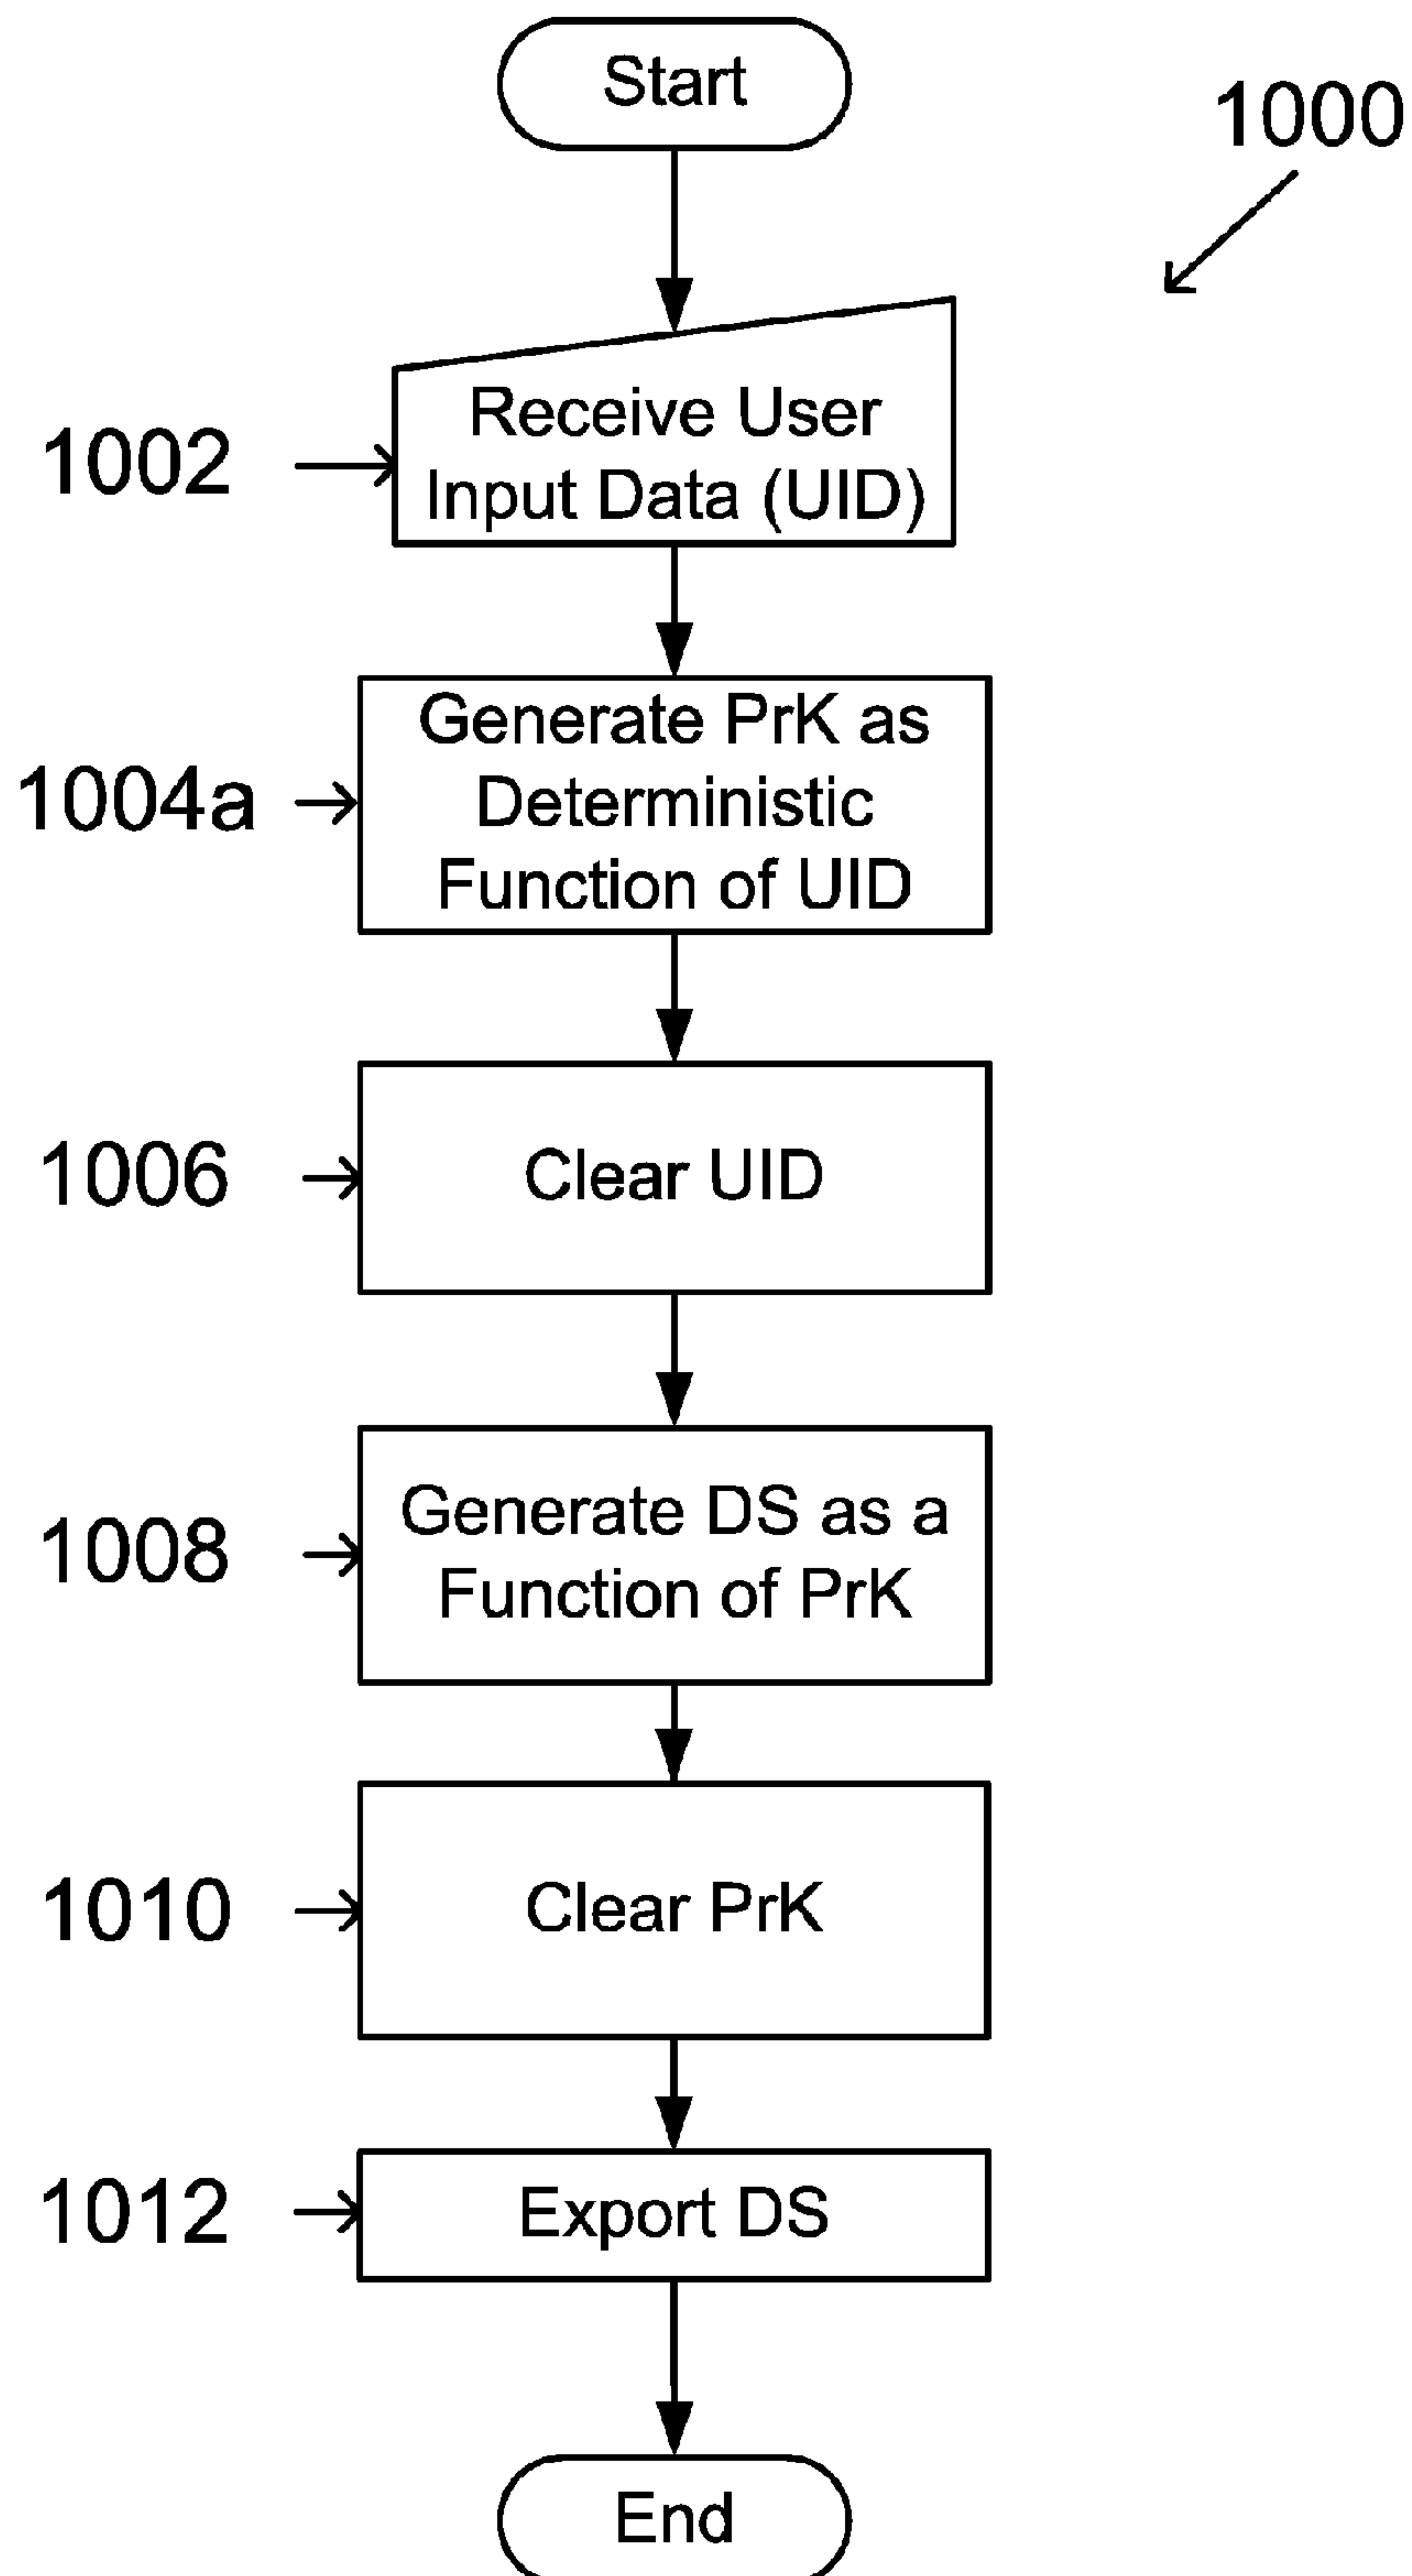 Start
1000
Receive User
1002
Input Data (UID)
Generate PrK as
1004a
Deterministic
Function of UID
1006
Clear UID
Generate DS as a
1008
Function of PrK
1010
Clear PrK
1012
Export DS
End